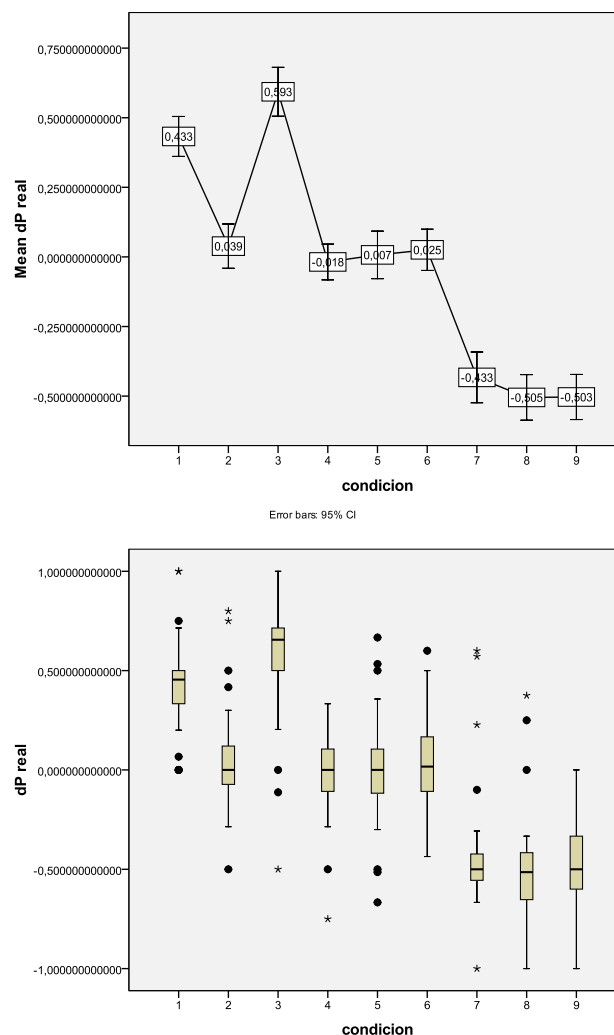 0,750000000000
0,500000000000
0,250000000000
0,000000000000
-0,250000000000
-0,500000000000
Mean dP real
0,433
0,039
0,593
-0,018
0,007
0,025
-0,433
-0,505
-0,503
1 2 3 4 5 6 7 8 9
condicion
Error bars: 95% CI
1,000000000000
0,500000000000
0,000000000000
-0,500000000000
-1,000000000000
dP real
1 2 3 4 5 6 7 8 9
condicion